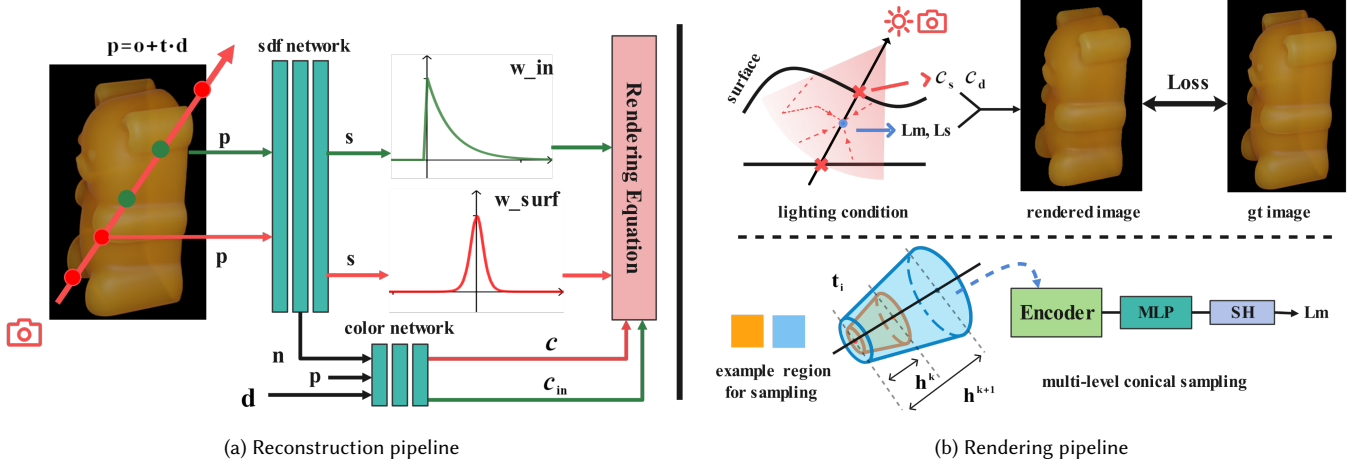 p=o+t·d
sdf network
w_in
p
s
w_surf
p
s
Rendering Equation
color network
n
c
p
c_in
d
(a) Reconstruction pipeline
surface
c_s c_d
Lm, Ls
Loss
lighting condition
rendered image
gt image
t_i
Encoder
MLP
SH
Lm
example region
for sampling
h^k
h^{k+1}
multi-level conical sampling
(b) Rendering pipeline